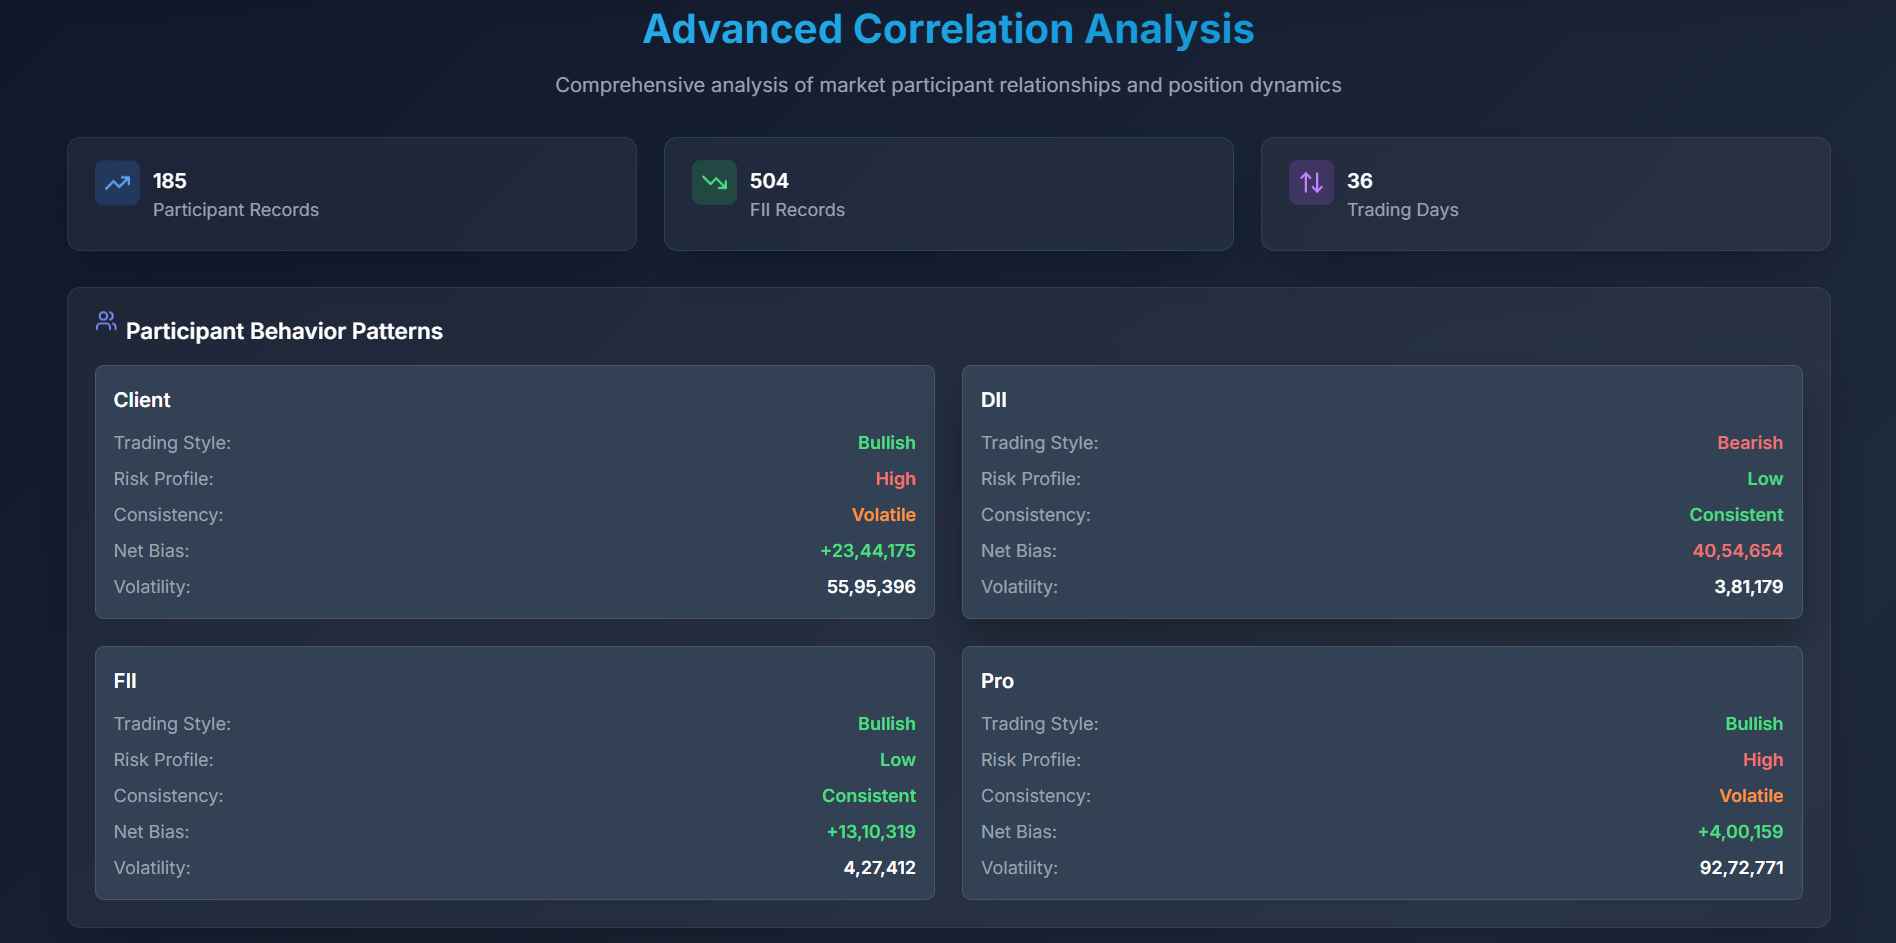 Advanced Correlation Analysis
Comprehensive analysis of market participant relationships and position dynamics
185
Participant Records
504
FII Records
36
Trading Days
Participant Behavior Patterns
Client
Trading Style: Bullish
Risk Profile: High
Consistency: Volatile
Net Bias: +23,44,175
Volatility: 55,95,396
DII
Trading Style: Bearish
Risk Profile: Low
Consistency: Consistent
Net Bias: 40,54,654
Volatility: 3,81,179
FII
Trading Style: Bullish
Risk Profile: Low
Consistency: Consistent
Net Bias: +13,10,319
Volatility: 4,27,412
Pro
Trading Style: Bullish
Risk Profile: High
Consistency: Volatile
Net Bias: +4,00,159
Volatility: 92,72,771